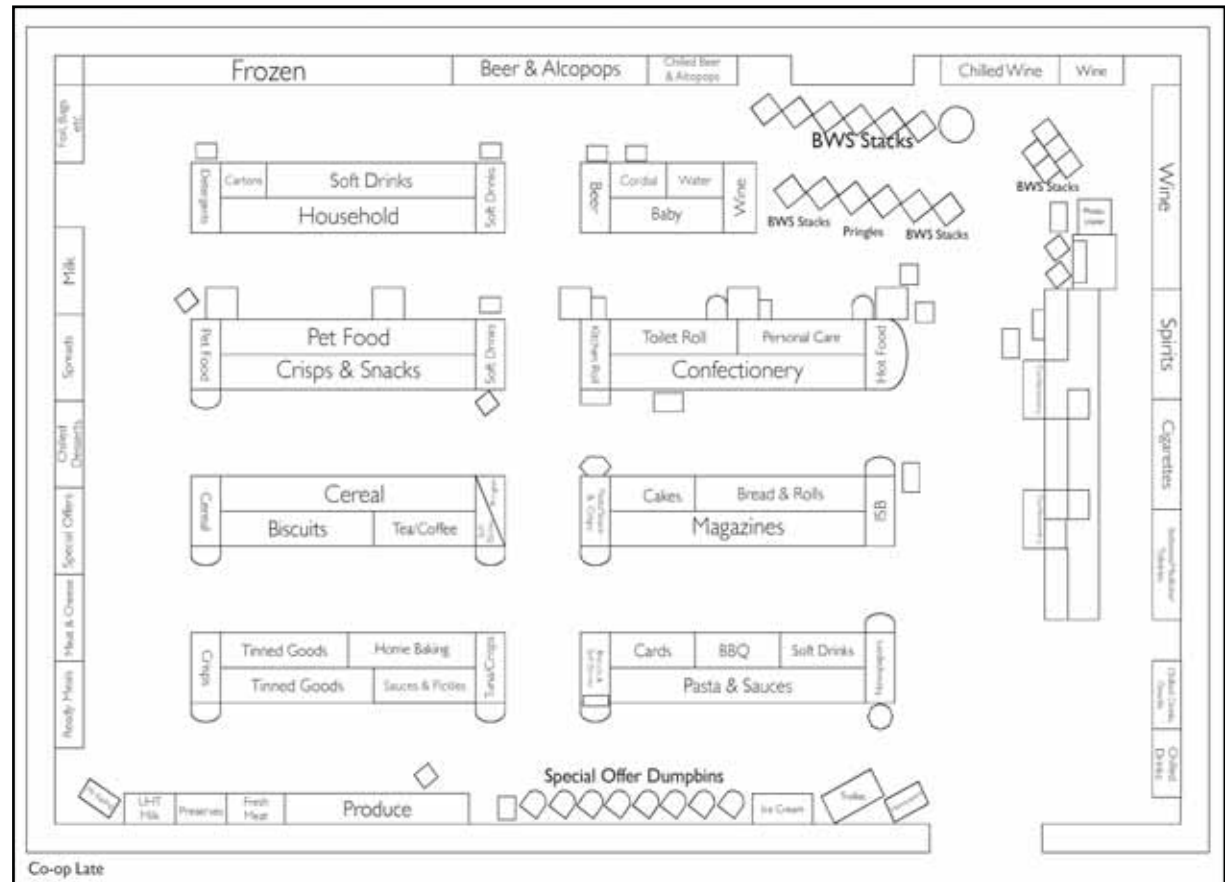 Frozen
Beer & Alcopops
Chilled Beer
& Alcopops
Chilled Wine
Wine
Foil, Bags
etc.
BWS Stacks
BWS Stacks
Wine
Detergents
Cartons
Soft Drinks
Household
Soft Drinks
Beer
Cordial
Water
Baby
Wine
BWS Stacks
Pringles
BWS Stacks
Milk
Spreads
Pet Food
Pet Food
Crisps & Snacks
Soft Drinks
Kitchen Roll
Toilet Roll
Personal Care
Confectionery
Hot Food
Spirits
Chilled
Desserts
Cigarettes
Special Offers
Cereal
Cereal
Biscuits
Tea/Coffee
& Crisps
Cakes
Bread & Rolls
Magazines
ISB
Meat & Cheese
Ready Meals
Crisps
Tinned Goods
Home Baking
Tinned Goods
Sauces & Pickles
Tuna/Crisps
Cards
BBQ
Soft Drinks
Pasta & Sauces
Chilled
Drinks
Special Offer Dumpbins
UHT
Milk
Preserves
Fresh
Meat
Produce
Ice Cream
Co-op Late